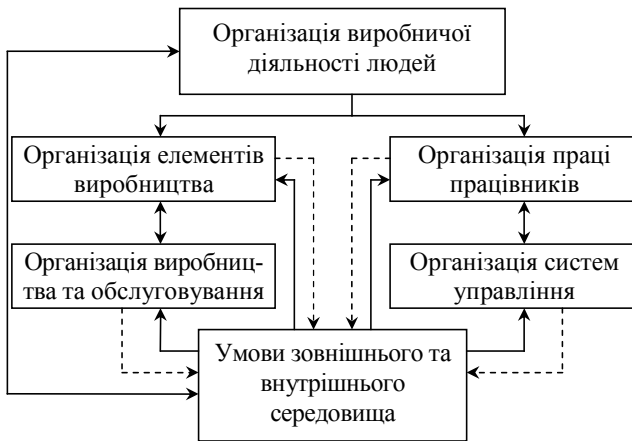 Організація виробничої
діяльності людей
Організація елементів
виробництва
Організація праці
працівників
Організація виробниц-
тва та обслуговування
Організація систем
управління
Умови зовнішнього та
внутрішнього
середовища